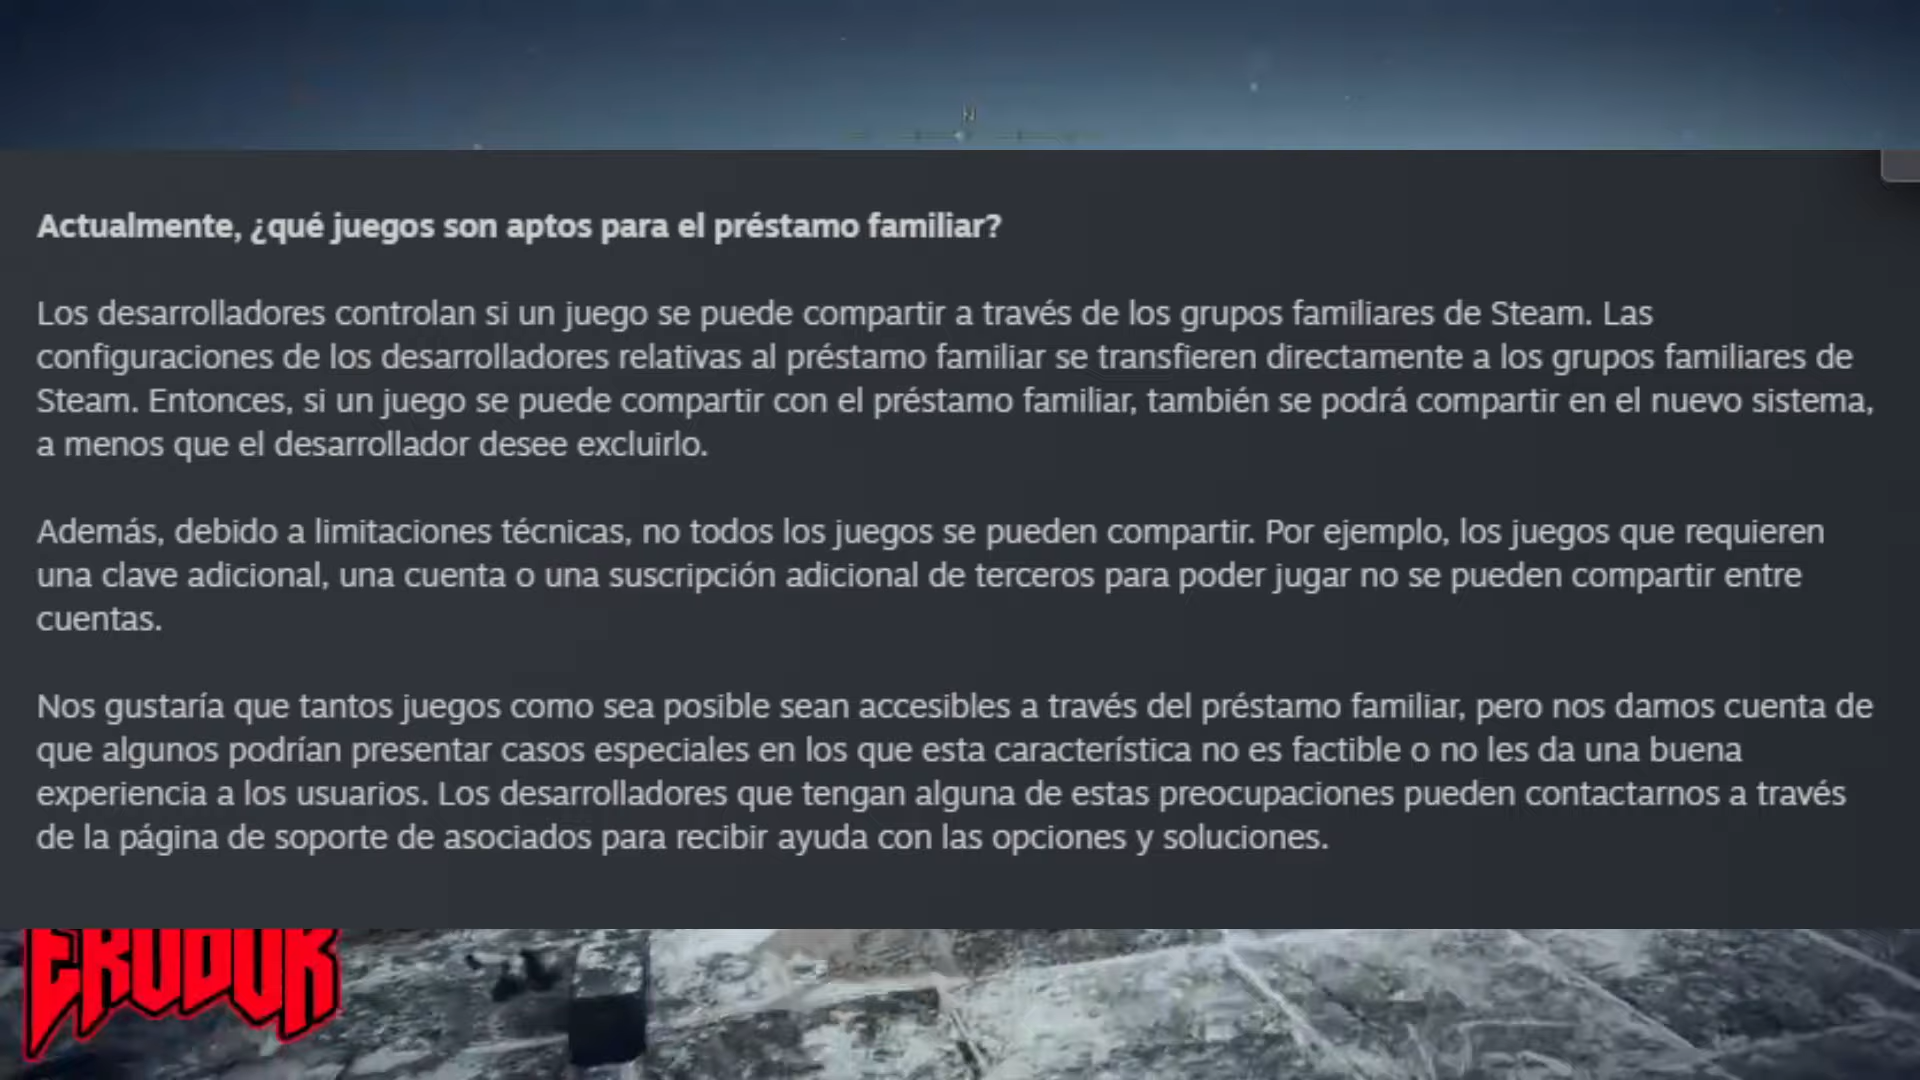 N
Actualmente, ¿qué juegos son aptos para el préstamo familiar?
Los desarrolladores controlan si un juego se puede compartir a través de los grupos familiares de Steam. Las
configuraciones de los desarrolladores relativas al préstamo familiar se transfieren directamente a los grupos familiares de
Steam. Entonces, si un juego se puede compartir con el préstamo familiar, también se podrá compartir en el nuevo sistema,
a menos que el desarrollador desee excluirlo.
Además, debido a limitaciones técnicas, no todos los juegos se pueden compartir. Por ejemplo, los juegos que requieren
una clave adicional, una cuenta o una suscripción adicional de terceros para poder jugar no se pueden compartir entre
cuentas.
Nos gustaría que tantos juegos como sea posible sean accesibles a través del préstamo familiar, pero nos damos cuenta de
que algunos podrían presentar casos especiales en los que esta característica no es factible o no les da una buena
experiencia a los usuarios. Los desarrolladores que tengan alguna de estas preocupaciones pueden contactarnos a través
de la página de soporte de asociados para recibir ayuda con las opciones y soluciones.
ERODUR